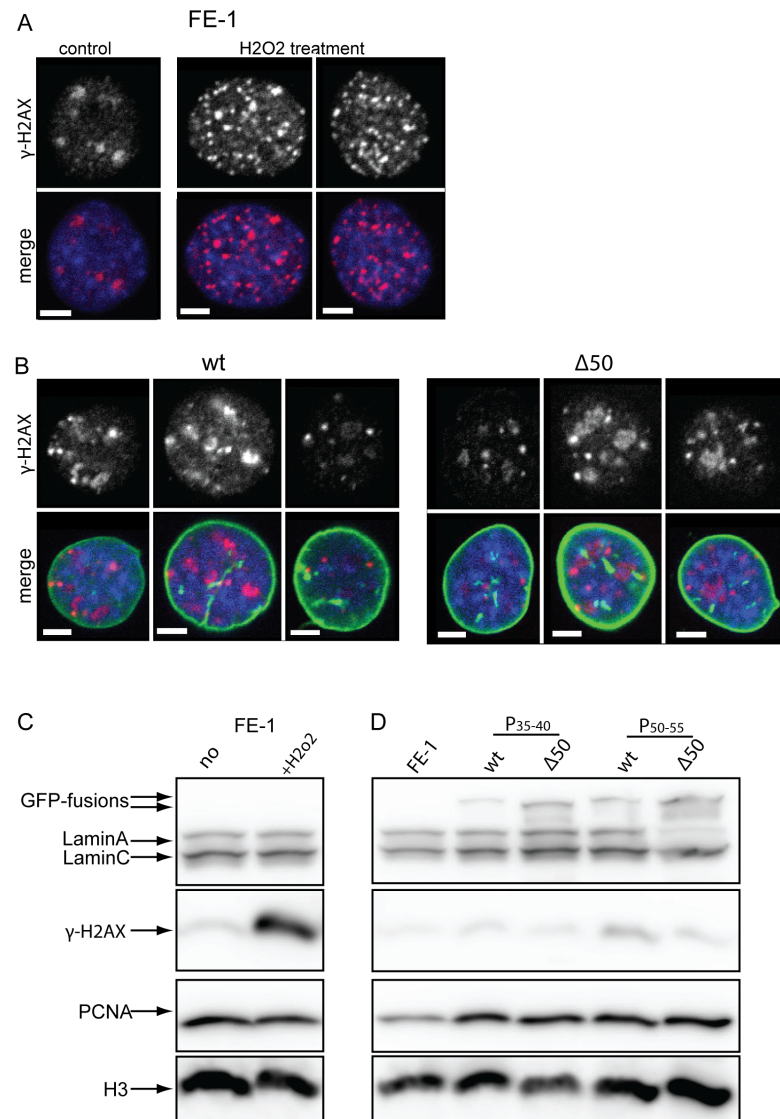 A
FE-1
control
H2O2 treatment
γ-H2AX
merge
B
wt
Δ50
γ-H2AX
merge
C
FE-1
no
+H2o2
D
P35-40
P50-55
FE-1
wt
Δ50
wt
Δ50
GFP-fusions
LaminA
LaminC
γ-H2AX
PCNA
H3